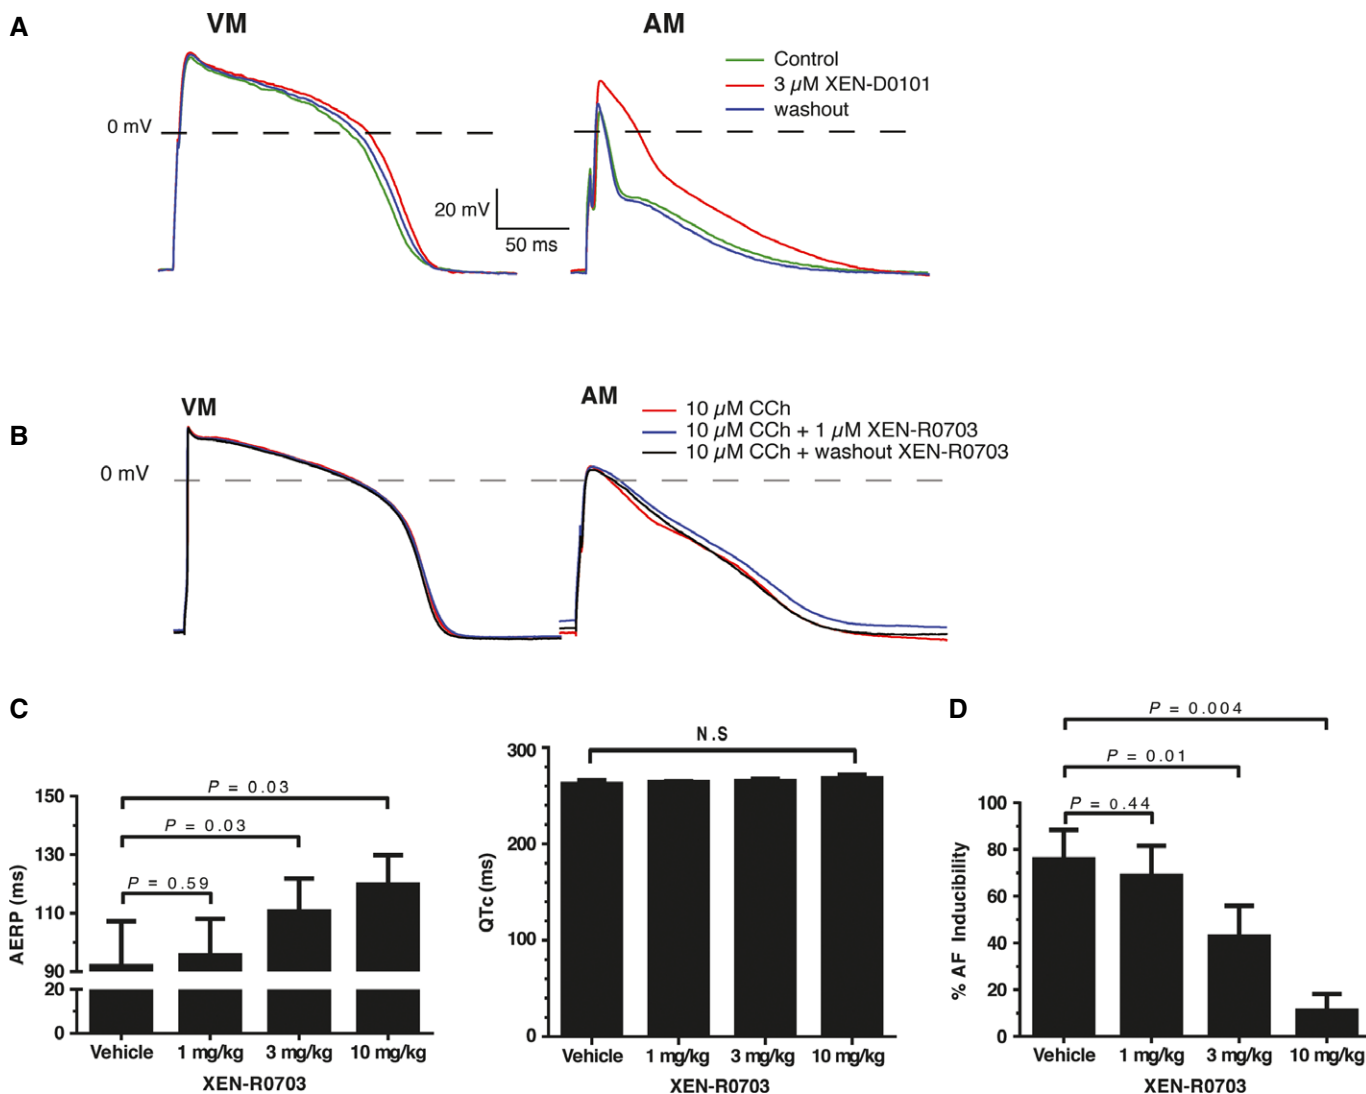 A
VM
AM
Control
3 µM XEN-D0101
washout
0 mV
20 mV
50 ms
B
VM
AM
10 µM CCh
10 µM CCh + 1 µM XEN-R0703
10 µM CCh + washout XEN-R0703
0 mV
C
P = 0.03
P = 0.03
P = 0.59
AERP (ms)
150
130
110
90
20
0
Vehicle 1 mg/kg 3 mg/kg 10 mg/kg
XEN-R0703
N.S
QTc (ms)
300
200
100
0
Vehicle 1 mg/kg 3 mg/kg 10 mg/kg
XEN-R0703
D
P = 0.004
P = 0.01
P = 0.44
% AF Inducibility
100
80
60
40
20
0
Vehicle 1 mg/kg 3 mg/kg 10 mg/kg
XEN-R0703